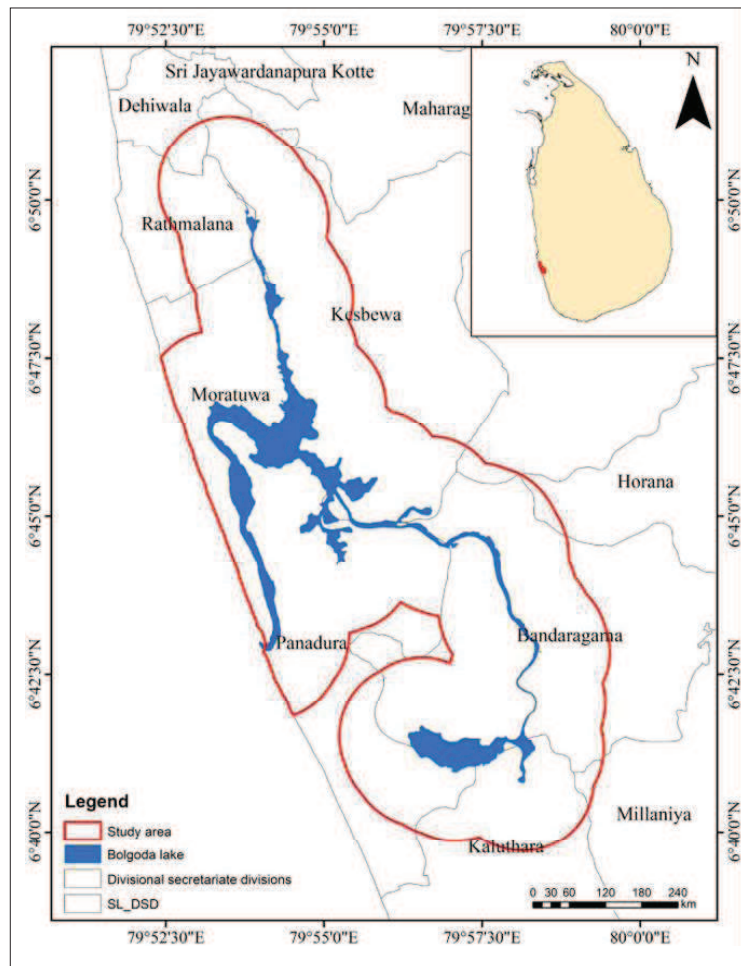 79°52'30"E 79°55'0"E 79°57'30"E 80°0'0"E
Sri Jayawardanapura Kotte
Dehiwala
Maharag
N
6°50'0"N
6°50'0"N
Rathmalana
Kesbewa
6°47'30"N
6°47'30"N
Moratuwa
Horana
6°45'0"N
6°45'0"N
Panadura
Bandaragama
6°42'30"N
6°42'30"N
Legend
Study area
Bolgoda lake
Divisional secretariate divisions
SL_DSD
Millaniya
Kaluthara
6°40'0"N
6°40'0"N
0 30 60 120 180 240
km
79°52'30"E 79°55'0"E 79°57'30"E 80°0'0"E